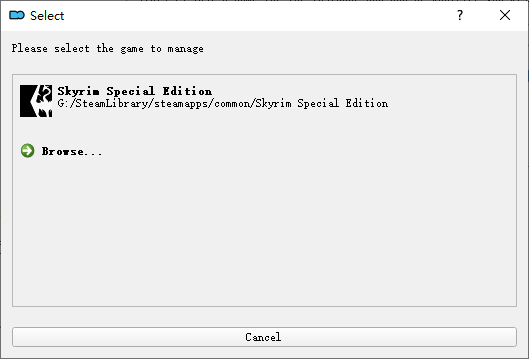 Select
Please select the game to manage
Skyrim Special Edition
G:/SteamLibrary/steamapps/common/Skyrim Special Edition
Browse...
Cancel